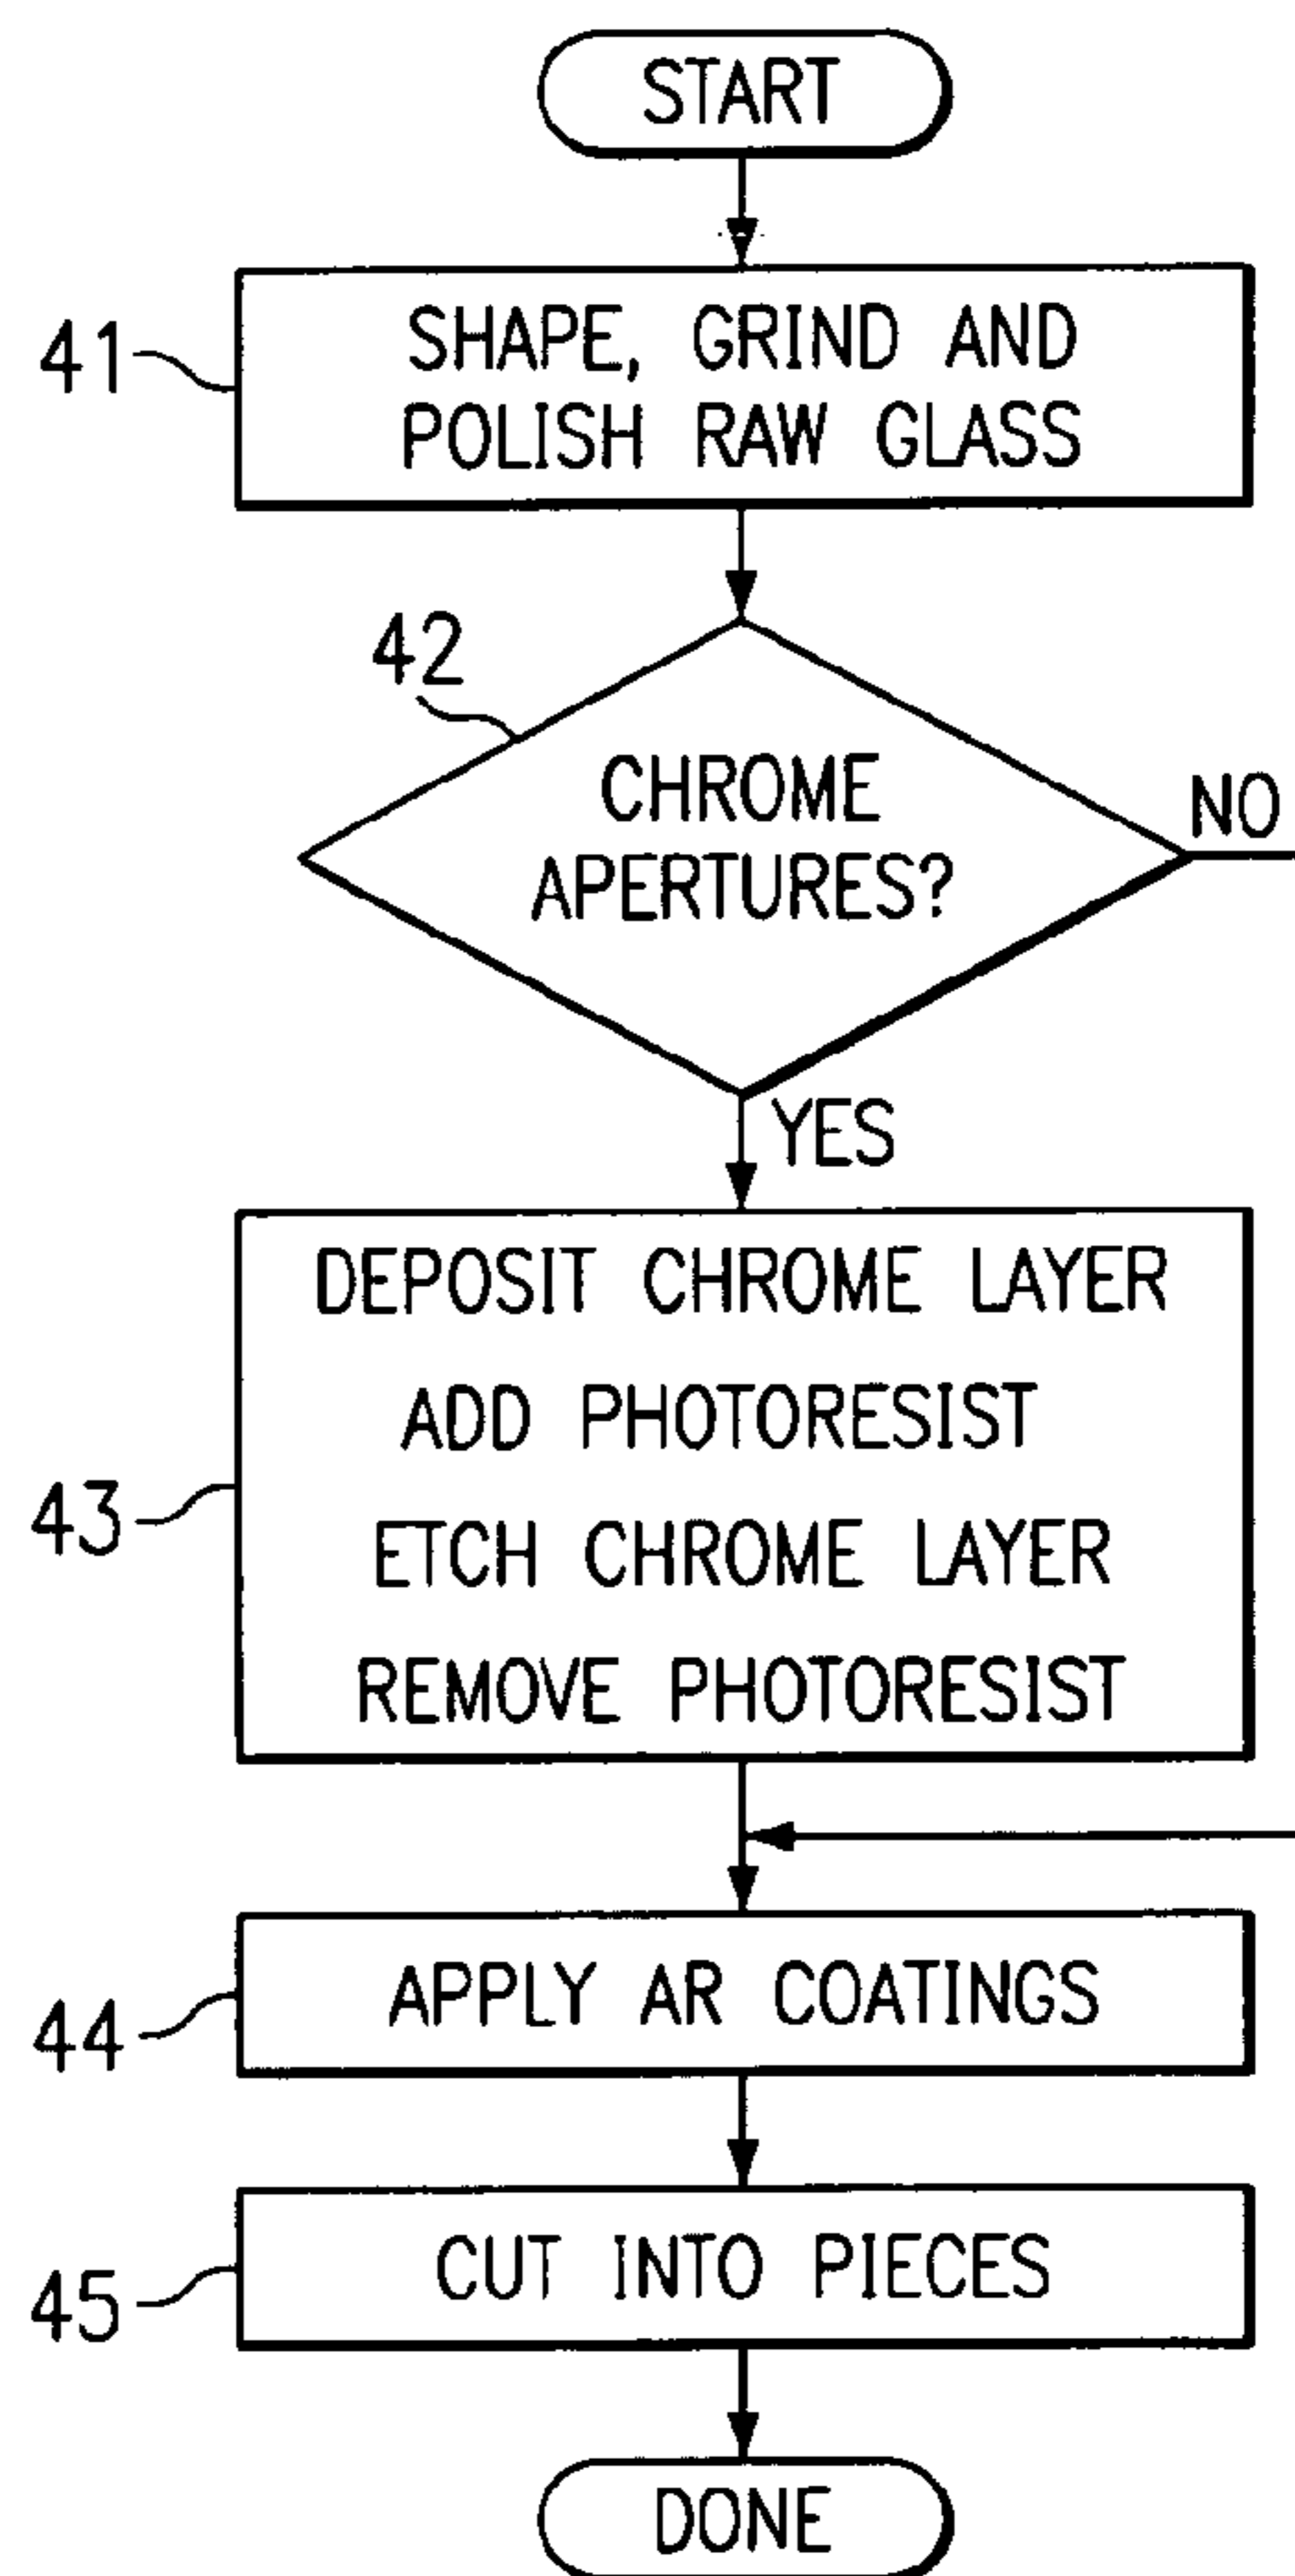 START
41
SHAPE, GRIND AND
POLISH RAW GLASS
42
CHROME
APERTURES?
NO
YES
43
DEPOSIT CHROME LAYER
ADD PHOTORESIST
ETCH CHROME LAYER
REMOVE PHOTORESIST
44
APPLY AR COATINGS
45
CUT INTO PIECES
DONE